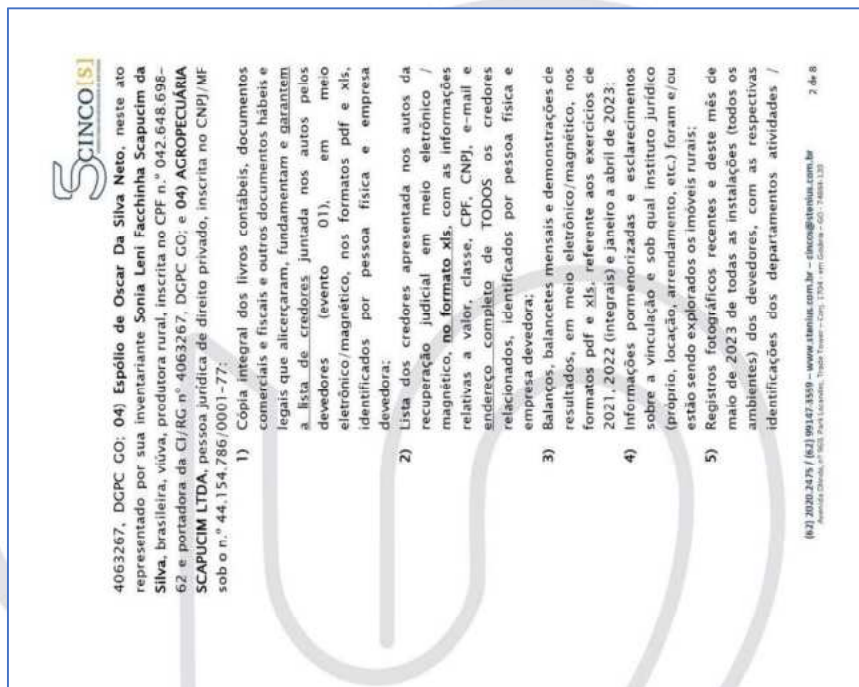 5CINCO[S]
4063267, DGPC GO; 04) Espólio de Oscar Da Silva Neto, neste ato
representado por sua inventariante Sonia Leni Facchinha Scapucim da
Silva, brasileira, viúva, produtora rural, inscrita no CPF n.º 042.648.698-
62 e portadora da CI/RG nº 4063267, DGPC GO; e 04) AGROPECUÁRIA
SCAPUCIM LTDA, pessoa jurídica de direito privado, inscrita no CNPJ/MF
sob o n.º 44.154.786/0001-77:
1) Cópia integral dos livros contábeis, documentos
comerciais e fiscais e outros documentos hábeis e
legais que alicerçaram, fundamentam e garantem
a lista de credores juntada nos autos pelos
devedores (evento 01), em meio
eletrônico/magnético, nos formatos pdf e xls,
identificados por pessoa física e empresa
devedora;
2) Lista dos credores apresentada nos autos da
recuperação judicial em meio eletrônico /
magnético, no formato xls, com as informações
relativas a valor, classe, CPF, CNPJ, e-mail e
endereço completo de TODOS os credores
relacionados, identificados por pessoa física e
empresa devedora;
3) Balanços, balancetes mensais e demonstrações de
resultados, em meio eletrônico/magnético, nos
formatos pdf e xls, referente aos exercícios de
2021, 2022 (integrais) e janeiro a abril de 2023;
4) Informações pormenorizadas e esclarecimentos
sobre a vinculação e sob qual instituto jurídico
(próprio, locação, arrendamento, etc.) foram e/ou
estão sendo explorados os imóveis rurais;
5) Registros fotográficos recentes e deste mês de
maio de 2023 de todas as instalações (todos os
ambientes) dos devedores, com as respectivas
identificações dos departamentos atividades /
(62) 2020.2475 / (62) 99147.3559 – www.stenius.com.br – cincos@stenius.com.br
2 de 8